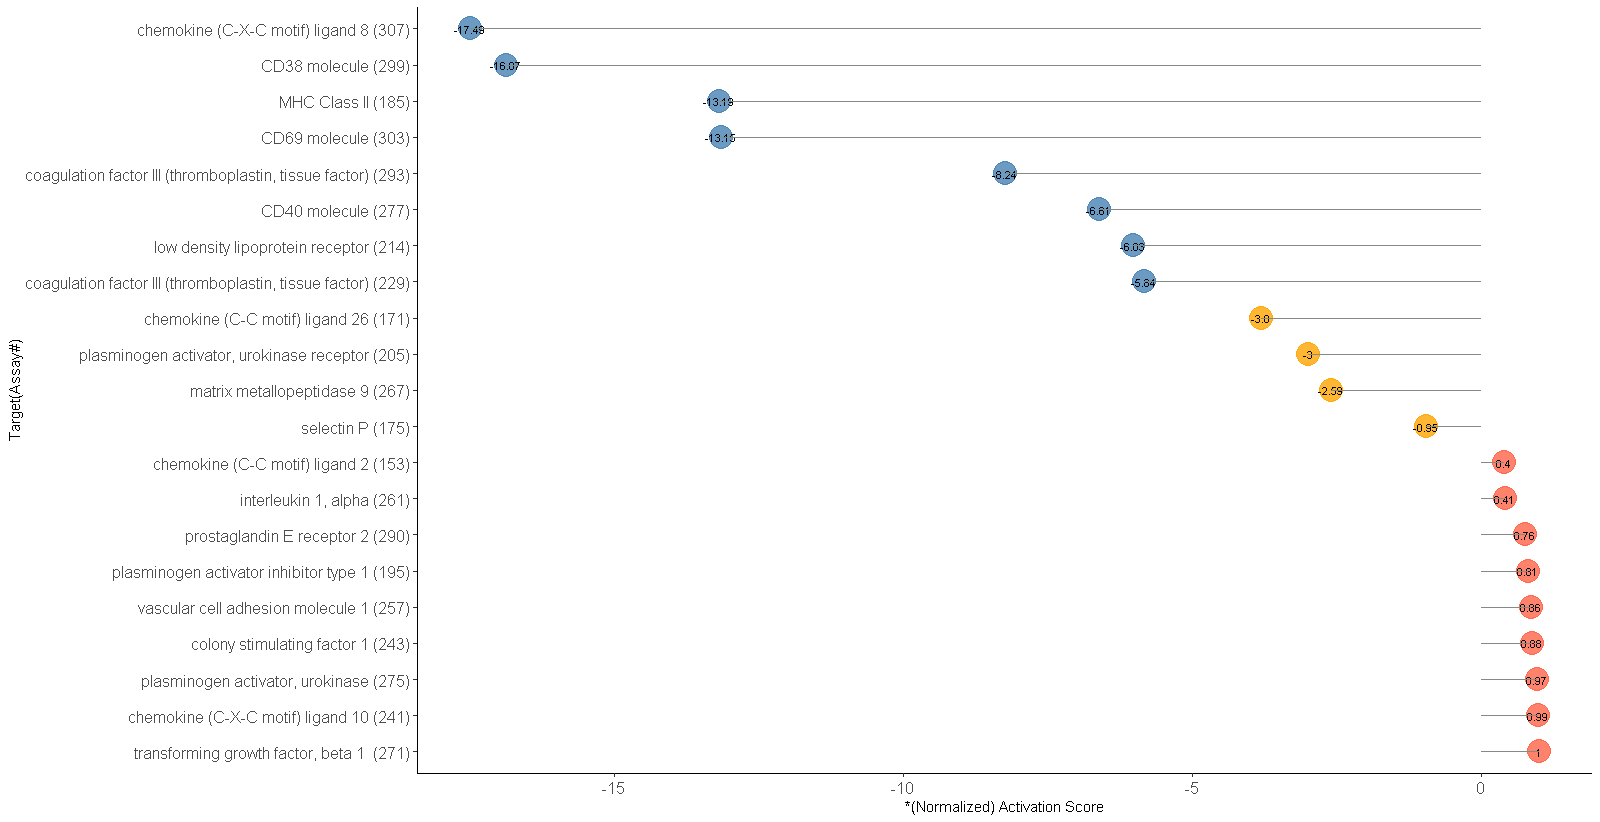 chemokine (C-X-C motif) ligand 8 (307) -17.49
CD38 molecule (299) -16.87
MHC Class II (185) -13.19
CD69 molecule (303) -13.15
coagulation factor III (thromboplastin, tissue factor) (293) -8.24
CD40 molecule (277) -6.61
low density lipoprotein receptor (214) -6.03
coagulation factor III (thromboplastin, tissue factor) (229) -5.84
chemokine (C-C motif) ligand 26 (171) -3.8
plasminogen activator, urokinase receptor (205) -3
matrix metallopeptidase 9 (267) -2.59
selectin P (175) -0.95
chemokine (C-C motif) ligand 2 (153) 0.4
interleukin 1, alpha (261) 0.41
prostaglandin E receptor 2 (290) 0.76
plasminogen activator inhibitor type 1 (195) 0.81
vascular cell adhesion molecule 1 (257) 0.86
colony stimulating factor 1 (243) 0.88
plasminogen activator, urokinase (275) 0.97
chemokine (C-X-C motif) ligand 10 (241) 0.99
transforming growth factor, beta 1 (271) 1
Target(Assay#)
-15 -10 -5 0
*(Normalized) Activation Score